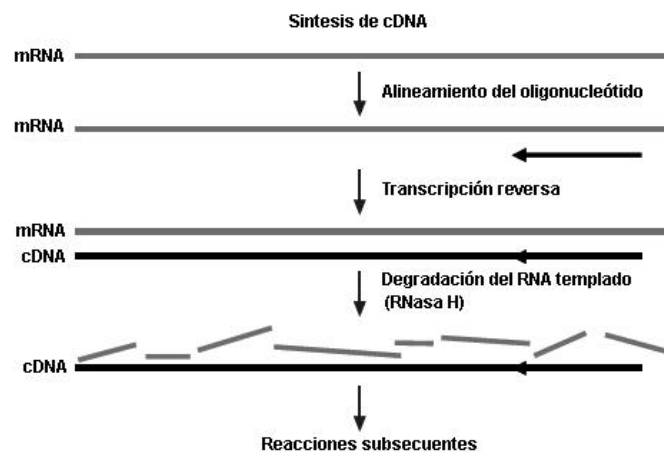 Sintesis de cDNA
mRNA
Alineamiento del oligonucleótido
mRNA
Transcripción reversa
mRNA
cDNA
Degradación del RNA templado
(RNasa H)
cDNA
Reacciones subsecuentes